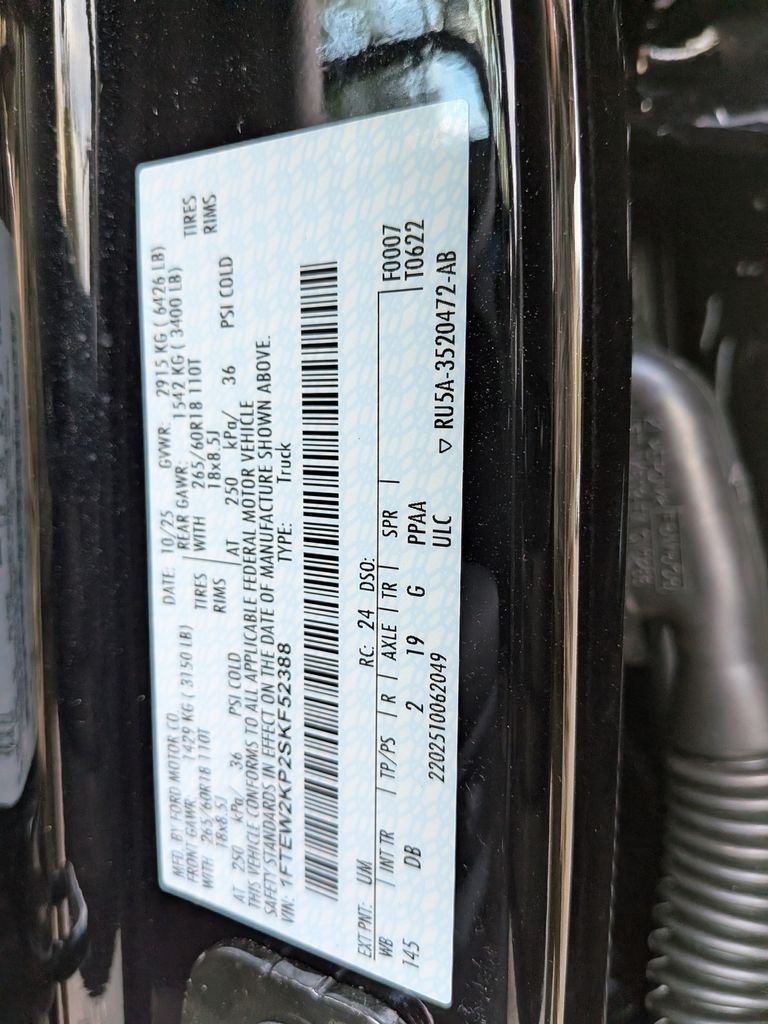 MFD. BY FORD MOTOR CO. DATE: 10/25 GVWR: 2915 KG ( 6426 LB)
FRONT GAWR: 1429 KG ( 3150 LB) REAR GAWR: 1542 KG ( 3400 LB)
WITH 265/60R18 110T TIRES WITH 265/60R18 110T TIRES
18x8.5J RIMS 18x8.5J RIMS
AT 250 kPa/ 36 PSI COLD AT 250 kPa/ 36 PSI COLD
THIS VEHICLE CONFORMS TO ALL APPLICABLE FEDERAL MOTOR VEHICLE
SAFETY STANDARDS IN EFFECT ON THE DATE OF MANUFACTURE SHOWN ABOVE.
VIN: 1FTEW2KP2SKF52388 TYPE: Truck
EXT PNT: UM RC: 24 DSO:
WB INT TR TP/PS R AXLE TR SPR F0007
145 DB 2 19 G PPAA T0622
ULC
2202510062049 RU5A-3520472-AB